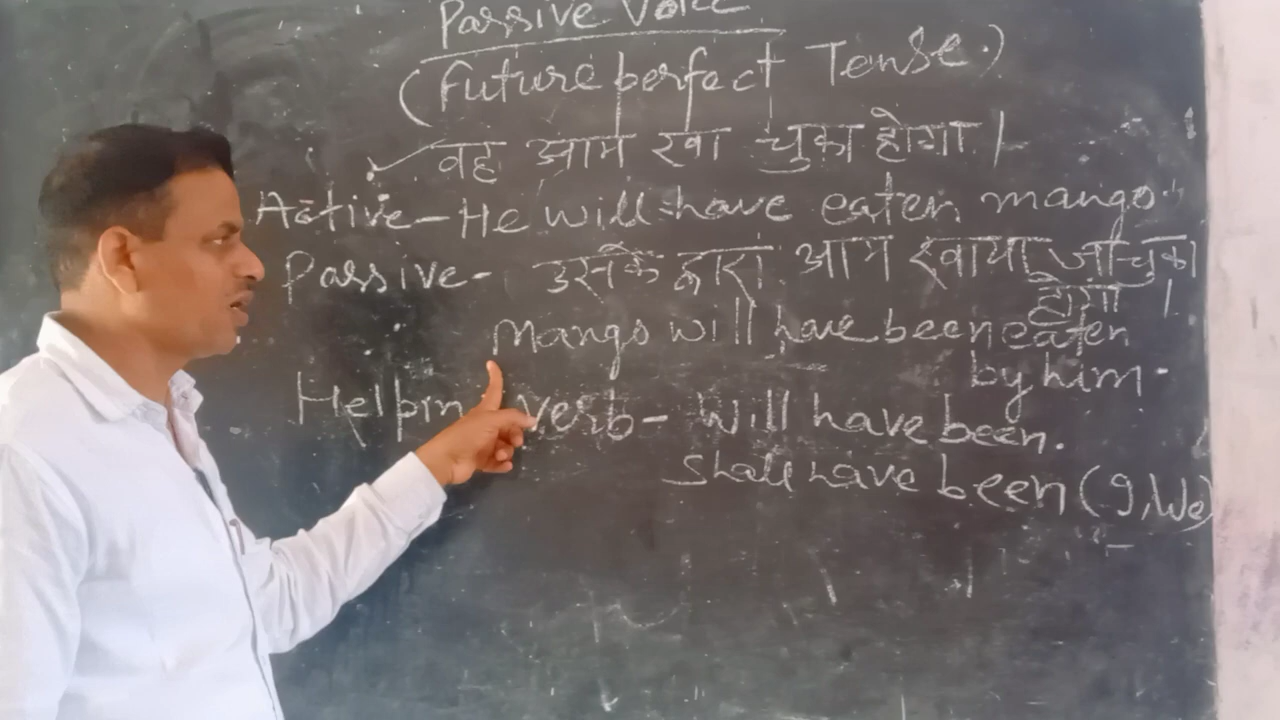 Passive Voice
(Future perfect Tense.)
वह आम खा चुका होगा।
Active - He will have eaten mango.
Passive - उसके द्वारा आम खाया जा चुका
होगा।
Mango will have been eaten
by him.
Helping verb - Will have been.
Shall have been (I, We)